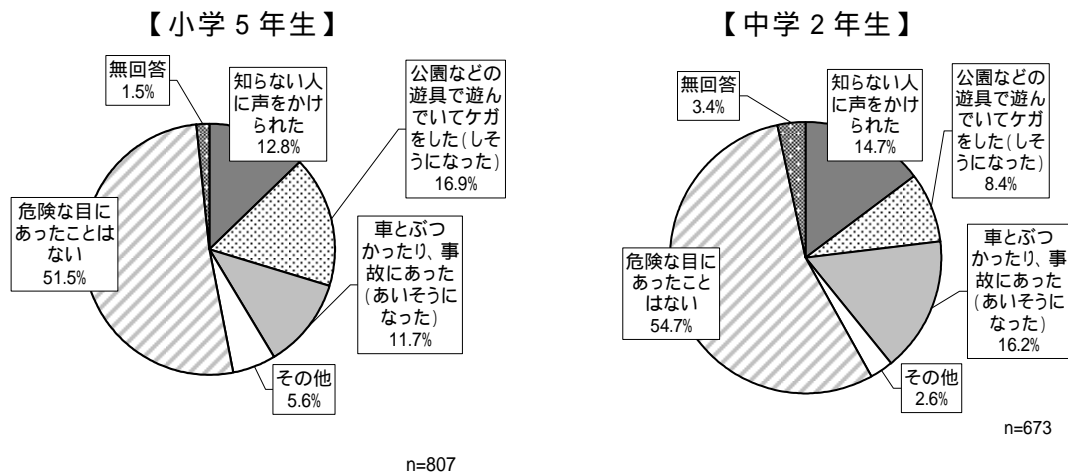 【小学5年生】
無回答
1.5%
知らない人
に声をかけ
られた
12.8%
公園などの
遊具で遊ん
でいてケガ
をした(しそ
うになった)
16.9%
車とぶつ
かったり、事
故にあった
(あいそうに
なった)
11.7%
その他
5.6%
危険な目に
あったことは
ない
51.5%
n=807
【中学2年生】
無回答
3.4%
知らない人
に声をかけ
られた
14.7%
公園などの
遊具で遊ん
でいてケガ
をした(しそ
うになった)
8.4%
車とぶつ
かったり、事
故にあった
(あいそうに
なった)
16.2%
その他
2.6%
危険な目に
あったこと
はない
54.7%
n=673